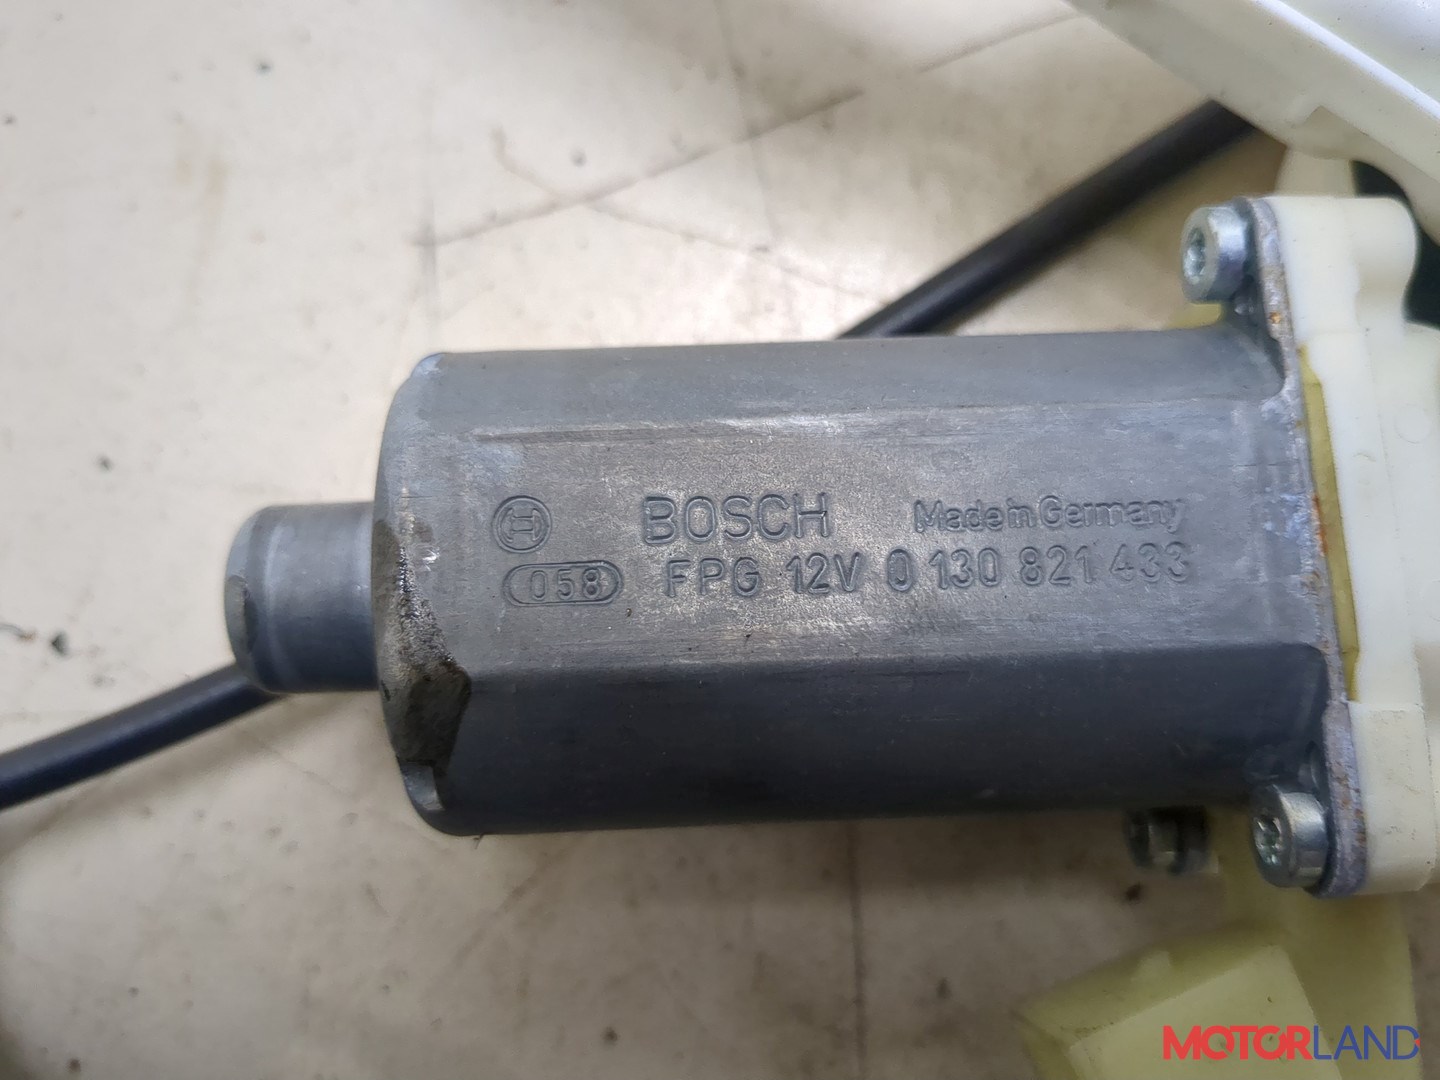 BOSCH Made in Germany
058 FPG 12V 0 130 821 433
MOTORLAND